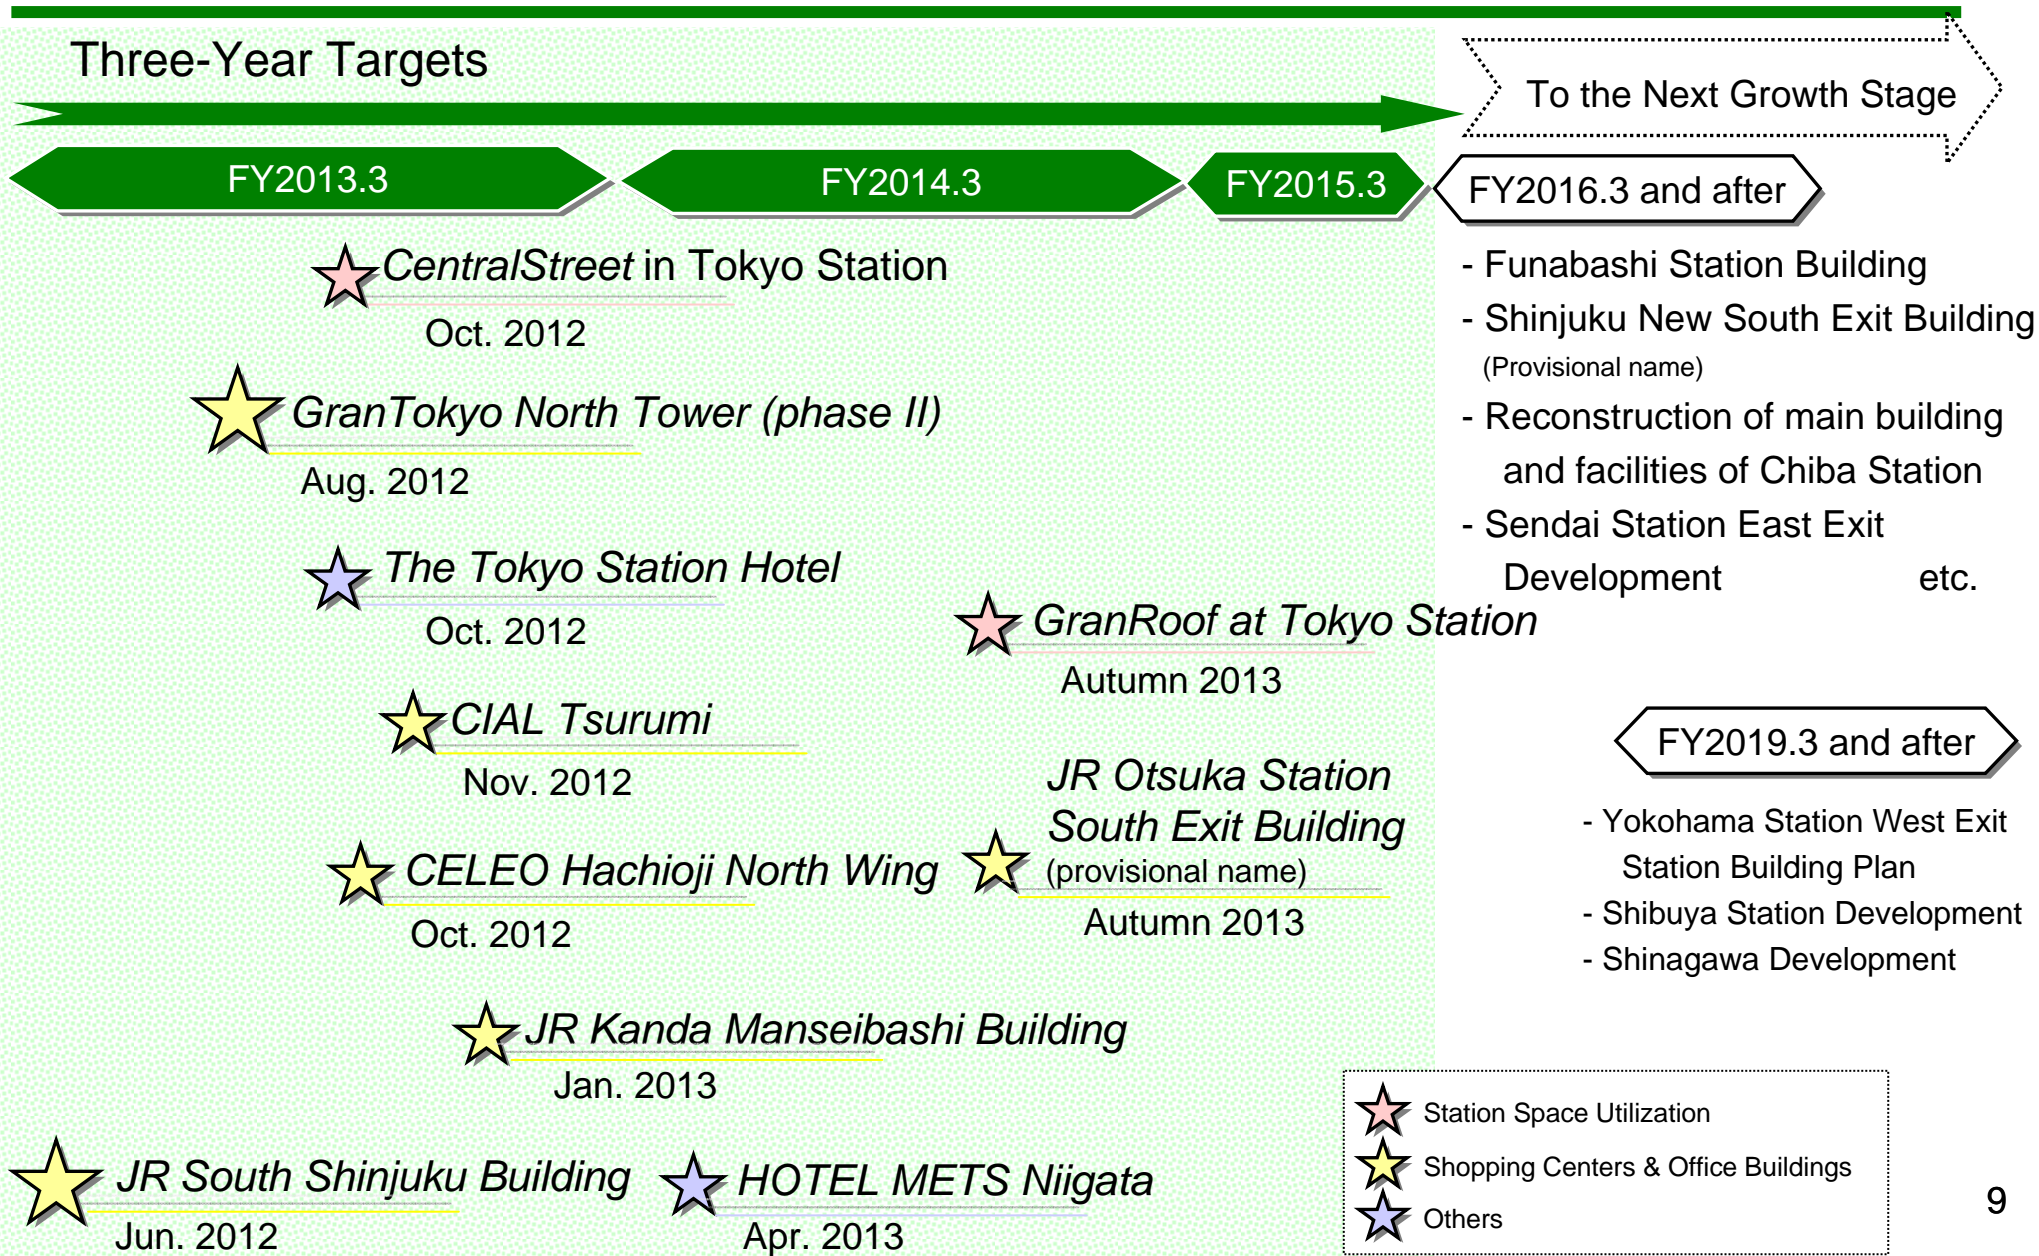 Three-Year Targets
To the Next Growth Stage
FY2013.3
FY2014.3
FY2015.3
FY2016.3 and after
CentralStreet in Tokyo Station
Oct. 2012
GranTokyo North Tower (phase II)
Aug. 2012
The Tokyo Station Hotel
Oct. 2012
GranRoof at Tokyo Station
Autumn 2013
CIAL Tsurumi
Nov. 2012
JR Otsuka Station
South Exit Building
(provisional name)
Autumn 2013
CELEO Hachioji North Wing
Oct. 2012
JR Kanda Manseibashi Building
Jan. 2013
JR South Shinjuku Building
Jun. 2012
HOTEL METS Niigata
Apr. 2013
- Funabashi Station Building
- Shinjuku New South Exit Building
(Provisional name)
- Reconstruction of main building
and facilities of Chiba Station
- Sendai Station East Exit
Development etc.
FY2019.3 and after
- Yokohama Station West Exit
Station Building Plan
- Shibuya Station Development
- Shinagawa Development
Station Space Utilization
Shopping Centers & Office Buildings
Others
9